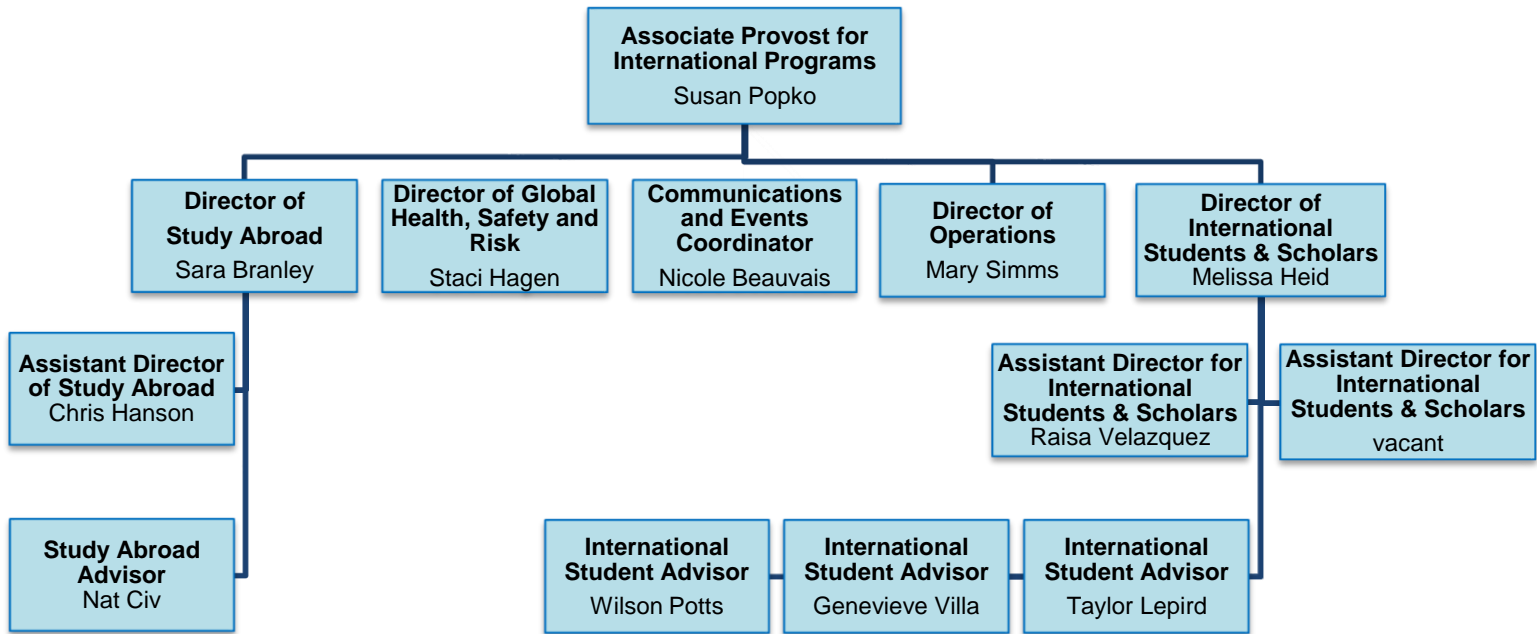 Associate Provost for
International Programs
Susan Popko
Director of
Study Abroad
Sara Branley
Director of Global
Health, Safety and
Risk
Staci Hagen
Communications
and Events
Coordinator
Nicole Beauvais
Director of
Operations
Mary Simms
Director of
International
Students & Scholars
Melissa Heid
Assistant Director
of Study Abroad
Chris Hanson
Assistant Director for
International
Students & Scholars
Raisa Velazquez
Assistant Director for
International
Students & Scholars
vacant
Study Abroad
Advisor
Nat Civ
International
Student Advisor
Wilson Potts
International
Student Advisor
Genevieve Villa
International
Student Advisor
Taylor Lepird